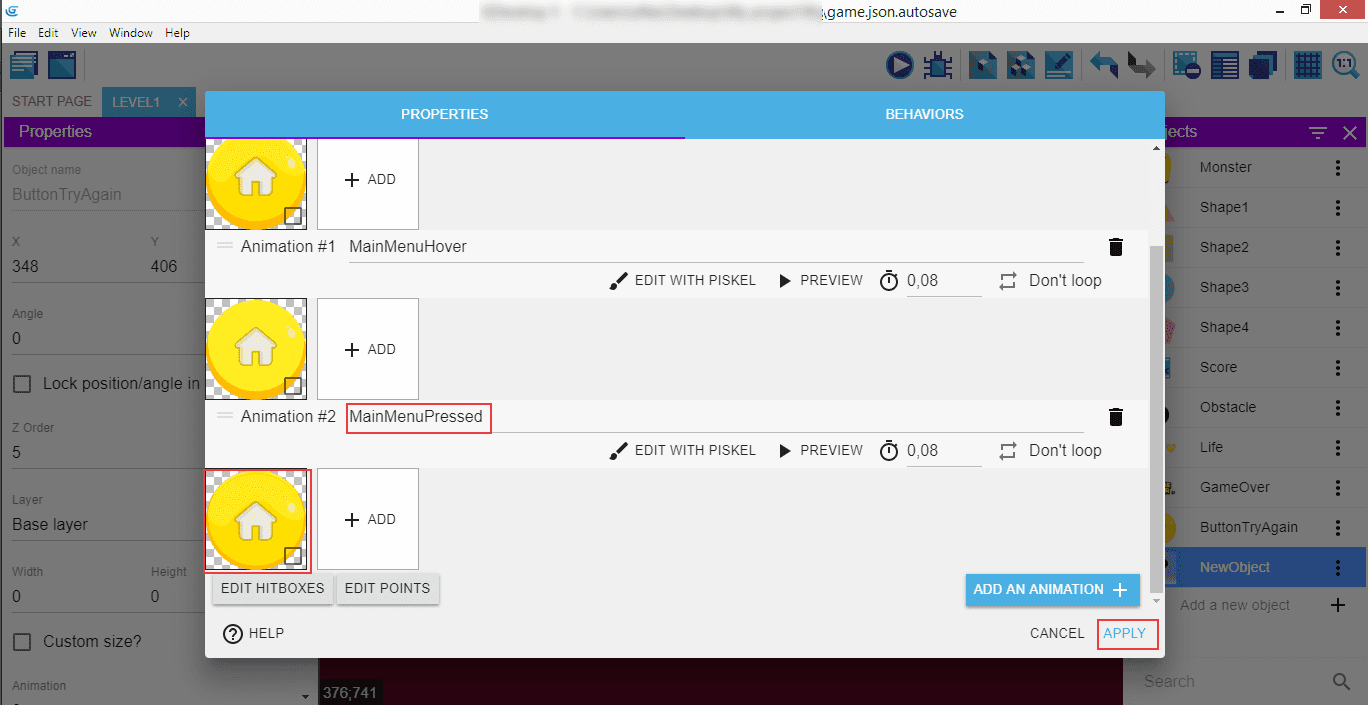 \game.json.autosave
File Edit View Window Help
1:1
START PAGE LEVEL1
Properties
Object name
ButtonTryAgain
X Y
348 406
Angle
0
Lock position/angle in
Z Order
5
Layer
Base layer
Width Height
0 0
Custom size?
Animation
PROPERTIES BEHAVIORS
ADD
Animation #1 MainMenuHover
EDIT WITH PISKEL PREVIEW 0,08 Don't loop
ADD
Animation #2 MainMenuPressed
EDIT WITH PISKEL PREVIEW 0,08 Don't loop
ADD
EDIT HITBOXES EDIT POINTS ADD AN ANIMATION
HELP CANCEL APPLY
376;741
jects
Monster
Shape1
Shape2
Shape3
Shape4
Score
Obstacle
Life
GameOver
ButtonTryAgain
NewObject
Add a new object
Search